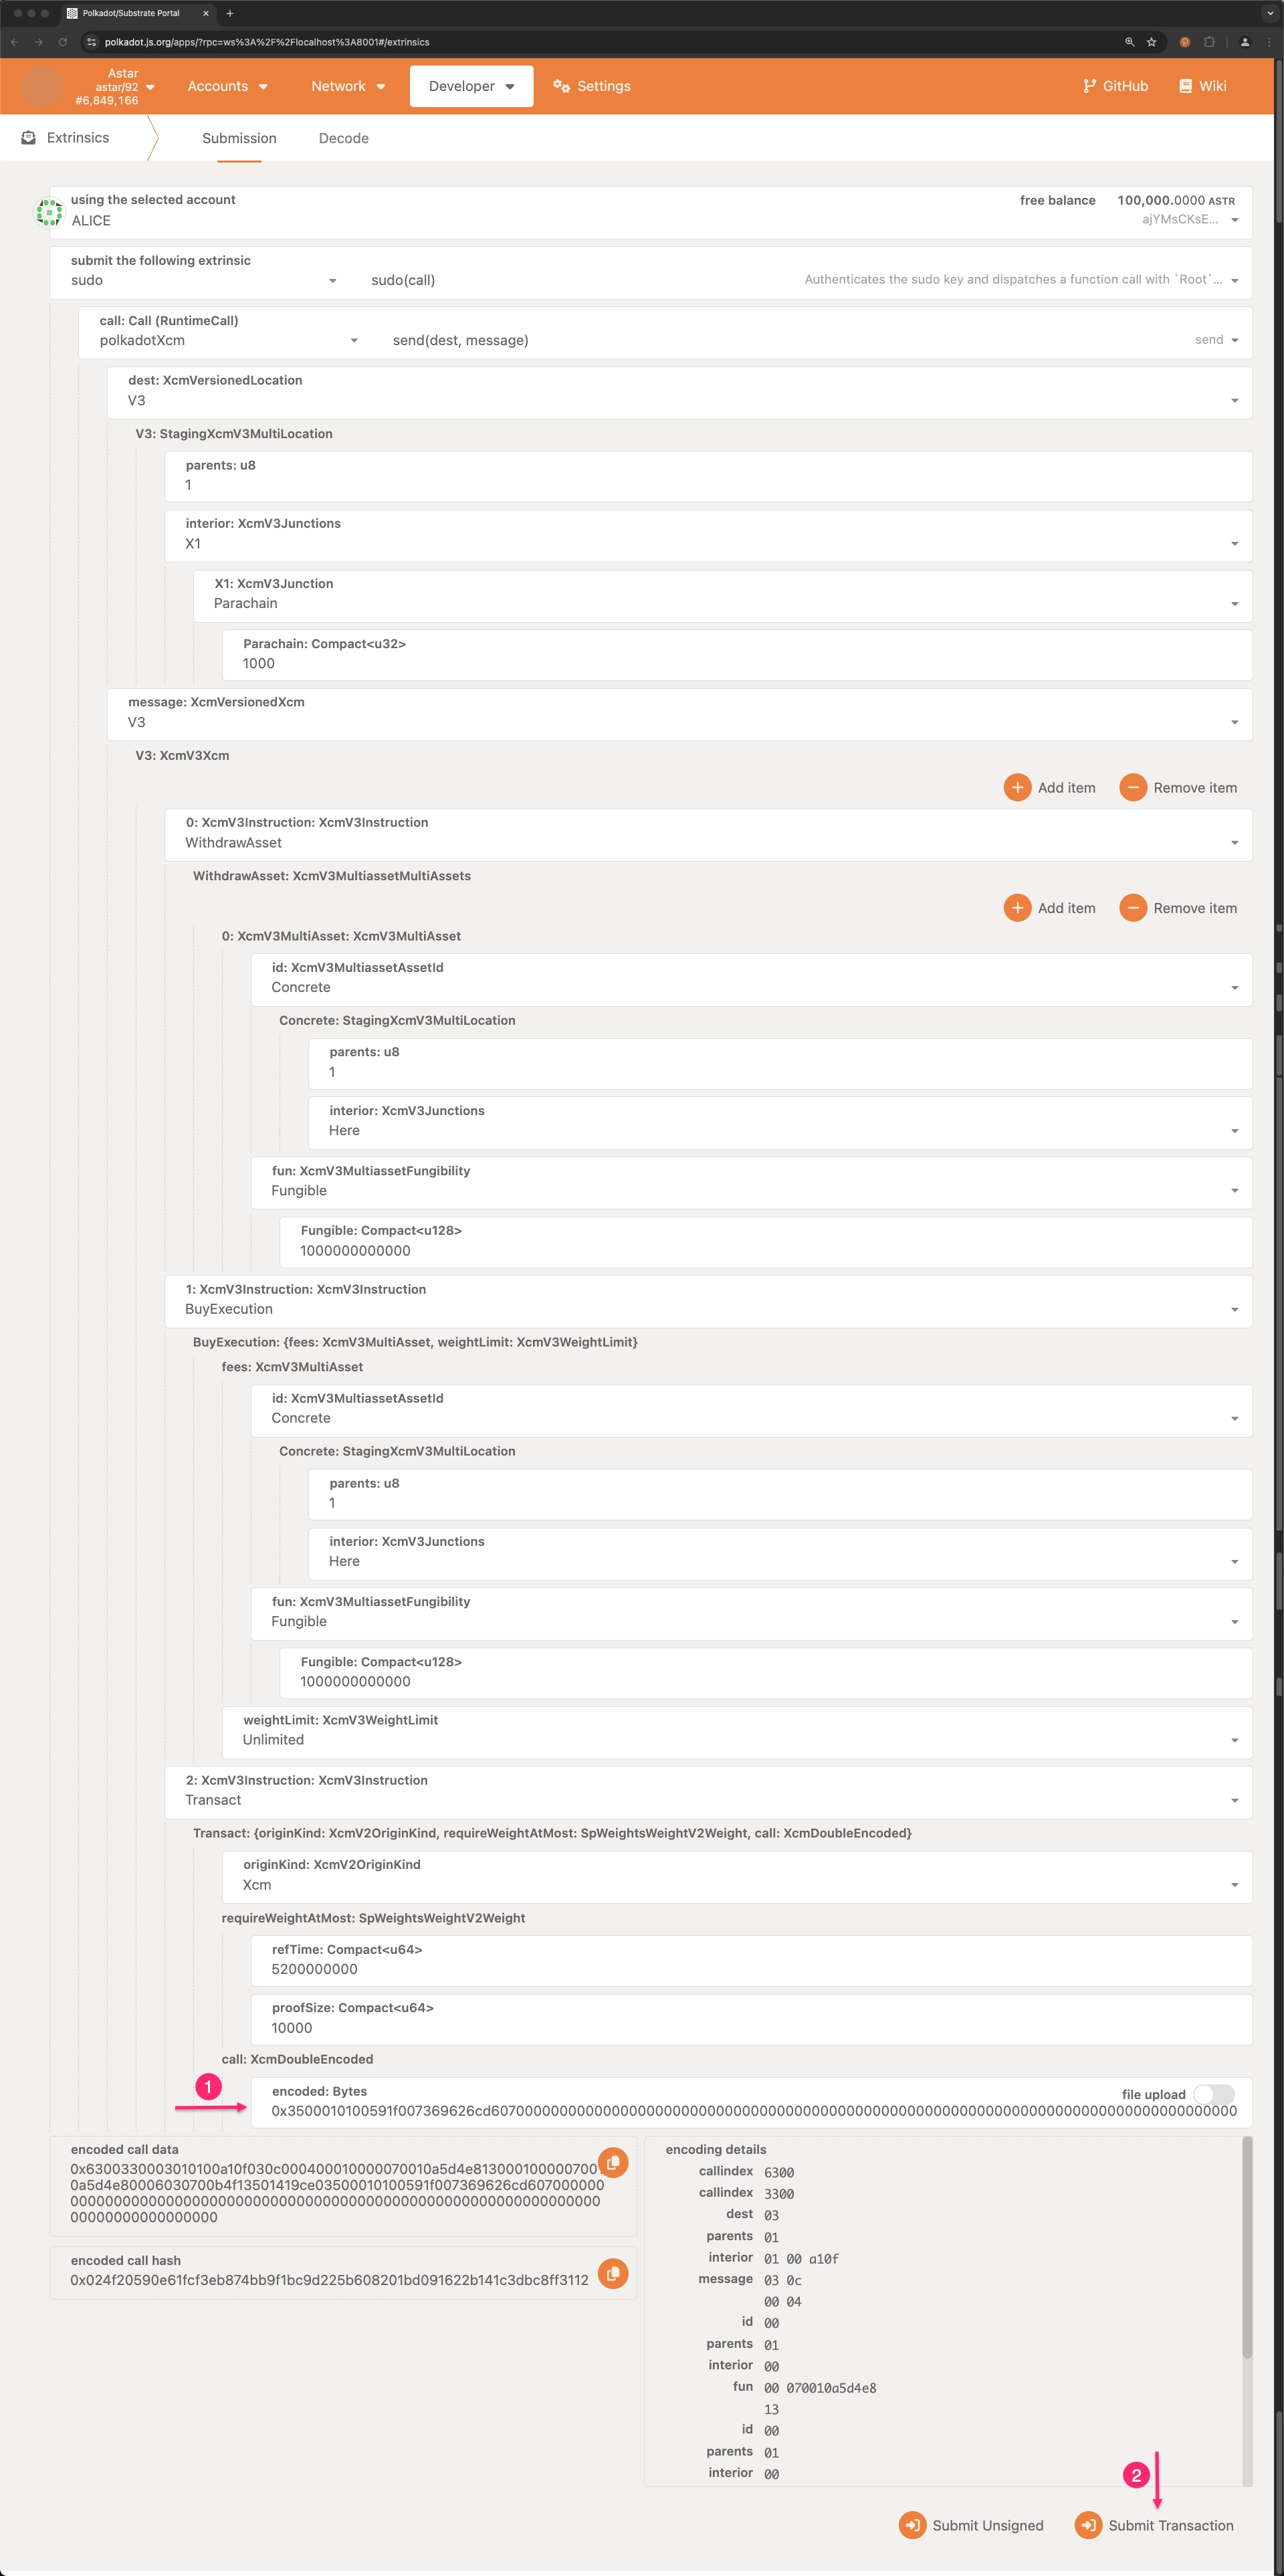 Polkadot/Substrate Portal
polkadot.js.org/apps/?rpc=ws%3A%2F%2Flocalhost%3A8001#/extrinsics
Astar
astar/92
#6,849,166
Accounts
Network
Developer
Settings
GitHub
Wiki
Extrinsics
Submission
Decode
using the selected account
ALICE
free balance 100,000.0000 ASTR
ajYMsCKsE...
submit the following extrinsic
sudo
sudo(call)
Authenticates the sudo key and dispatches a function call with `Root`...
call: Call (RuntimeCall)
polkadotXcm
send(dest, message)
send
dest: XcmVersionedLocation
V3
V3: StagingXcmV3MultiLocation
parents: u8
1
interior: XcmV3Junctions
X1
X1: XcmV3Junction
Parachain
Parachain: Compact<u32>
1000
message: XcmVersionedXcm
V3
V3: XcmV3Xcm
Add item
Remove item
0: XcmV3Instruction: XcmV3Instruction
WithdrawAsset
WithdrawAsset: XcmV3MultiassetMultiAssets
Add item
Remove item
0: XcmV3MultiAsset: XcmV3MultiAsset
id: XcmV3MultiassetAssetId
Concrete
Concrete: StagingXcmV3MultiLocation
parents: u8
1
interior: XcmV3Junctions
Here
fun: XcmV3MultiassetFungibility
Fungible
Fungible: Compact<u128>
1000000000000
1: XcmV3Instruction: XcmV3Instruction
BuyExecution
BuyExecution: {fees: XcmV3MultiAsset, weightLimit: XcmV3WeightLimit}
fees: XcmV3MultiAsset
id: XcmV3MultiassetAssetId
Concrete
Concrete: StagingXcmV3MultiLocation
parents: u8
1
interior: XcmV3Junctions
Here
fun: XcmV3MultiassetFungibility
Fungible
Fungible: Compact<u128>
1000000000000
weightLimit: XcmV3WeightLimit
Unlimited
2: XcmV3Instruction: XcmV3Instruction
Transact
Transact: {originKind: XcmV2OriginKind, requireWeightAtMost: SpWeightsWeightV2Weight, call: XcmDoubleEncoded}
originKind: XcmV2OriginKind
Xcm
requireWeightAtMost: SpWeightsWeightV2Weight
refTime: Compact<u64>
5200000000
proofSize: Compact<u64>
10000
call: XcmDoubleEncoded
1
encoded: Bytes
file upload
encoded call data
encoded call hash
0x024f20590e61fcf3eb874bb9f1bc9d225b608201bd091622b141c3dbc8ff3112
encoding details
callindex 6300
callindex 3300
dest 03
parents 01
interior 01 00 a10f
message 03 0c
00 04
id 00
parents 01
interior 00
fun 00 070010a5d4e8
13
id 00
parents 01
interior 00
2
Submit Unsigned
Submit Transaction